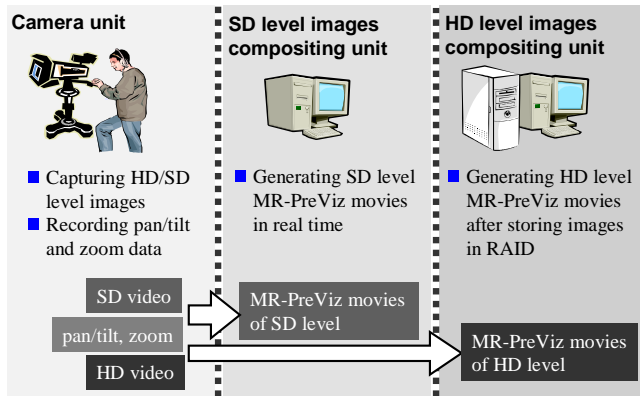 Camera unit
Capturing HD/SD
level images
Recording pan/tilt
and zoom data
SD level images
compositing unit
Generating SD level
MR-PreViz movies
in real time
HD level images
compositing unit
Generating HD level
MR-PreViz movies
after storing images
in RAID
SD video
pan/tilt, zoom
HD video
MR-PreViz movies
of SD level
MR-PreViz movies
of HD level